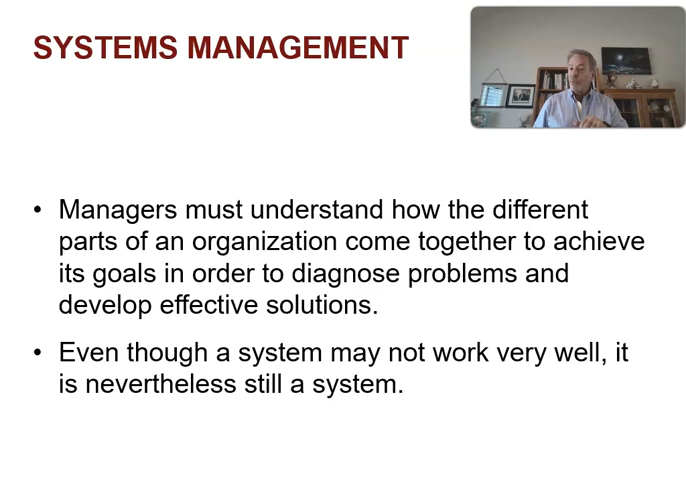 SYSTEMS MANAGEMENT
• Managers must understand how the different
parts of an organization come together to achieve
its goals in order to diagnose problems and
develop effective solutions.
• Even though a system may not work very well, it
is nevertheless still a system.